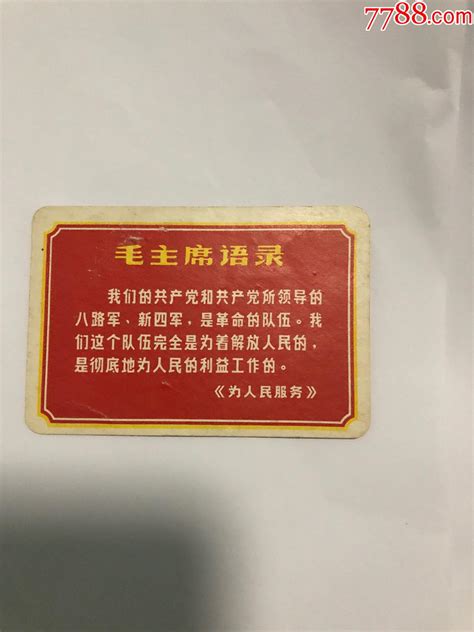 7788.com
毛主席语录
我们的共产党和共产党所领导的
八路军、新四军，是革命的队伍。我
们这个队伍完全是为着解放人民的，
是彻底地为人民的利益工作的。
《为人民服务》